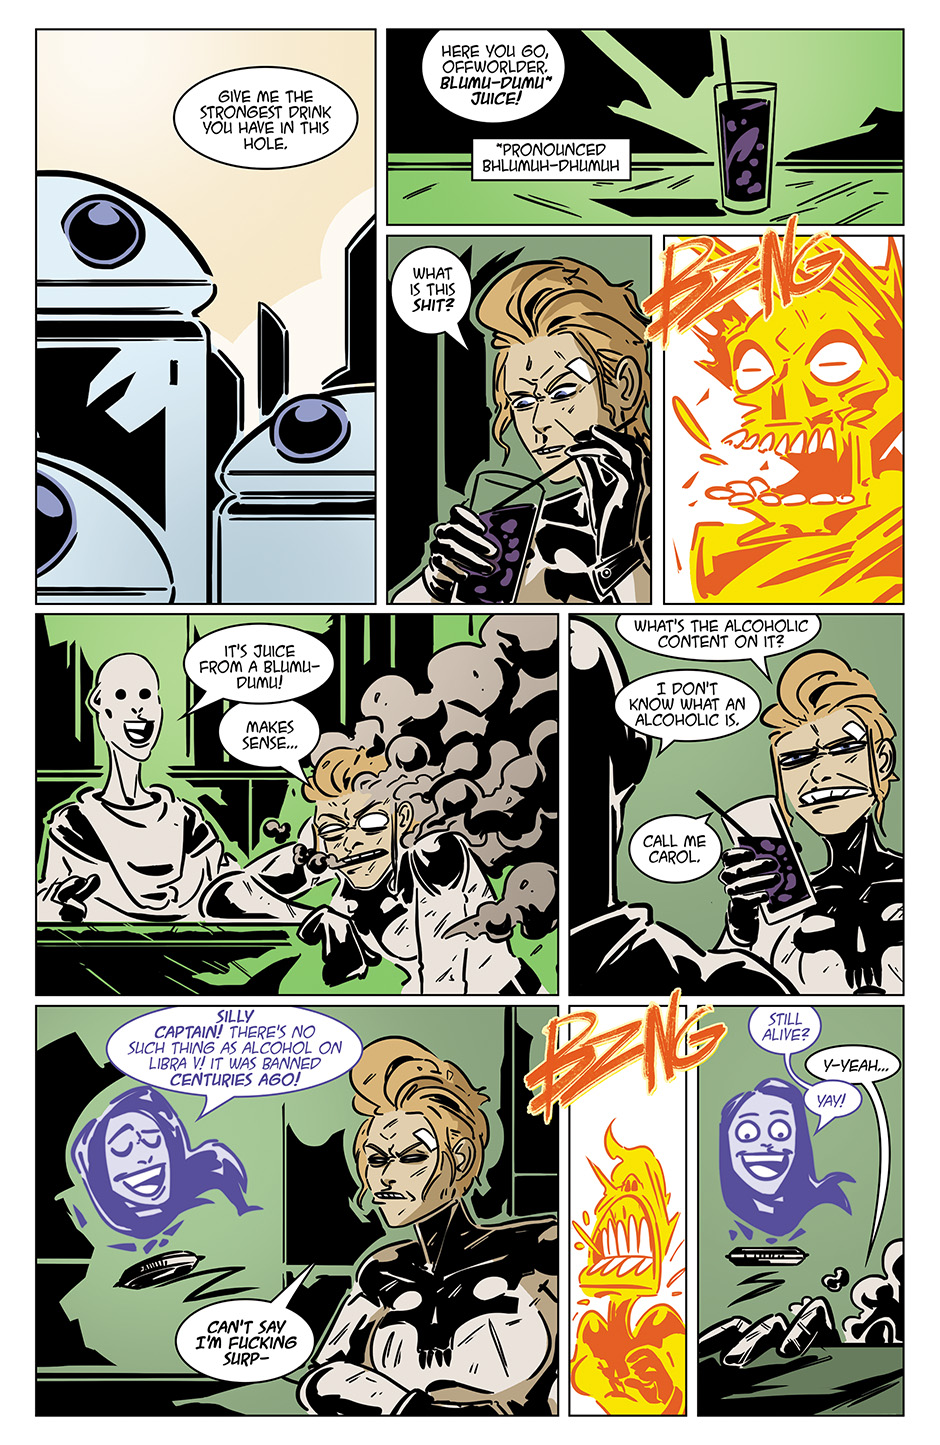 GIVE ME THE
STRONGEST DRINK
YOU HAVE IN THIS
HOLE.
HERE YOU GO,
OFFWORLDER.
BLUMU-DUMU*
JUICE!
*PRONOUNCED
BHLUMUH-DHUMUH
WHAT
IS THIS
SHIT?
BZNG
IT'S JUICE
FROM A BLUMU-
DUMU!
MAKES
SENSE...
WHAT'S THE ALCOHOLIC
CONTENT ON IT?
I DON'T
KNOW WHAT AN
ALCOHOLIC IS.
CALL ME
CAROL.
SILLY
CAPTAIN! THERE'S NO
SUCH THING AS ALCOHOL ON
LIBRA V! IT WAS BANNED
CENTURIES AGO!
CAN'T SAY
I'M FUCKING
SURP-
BZNG
STILL
ALIVE?
Y-YEAH...
YAY!